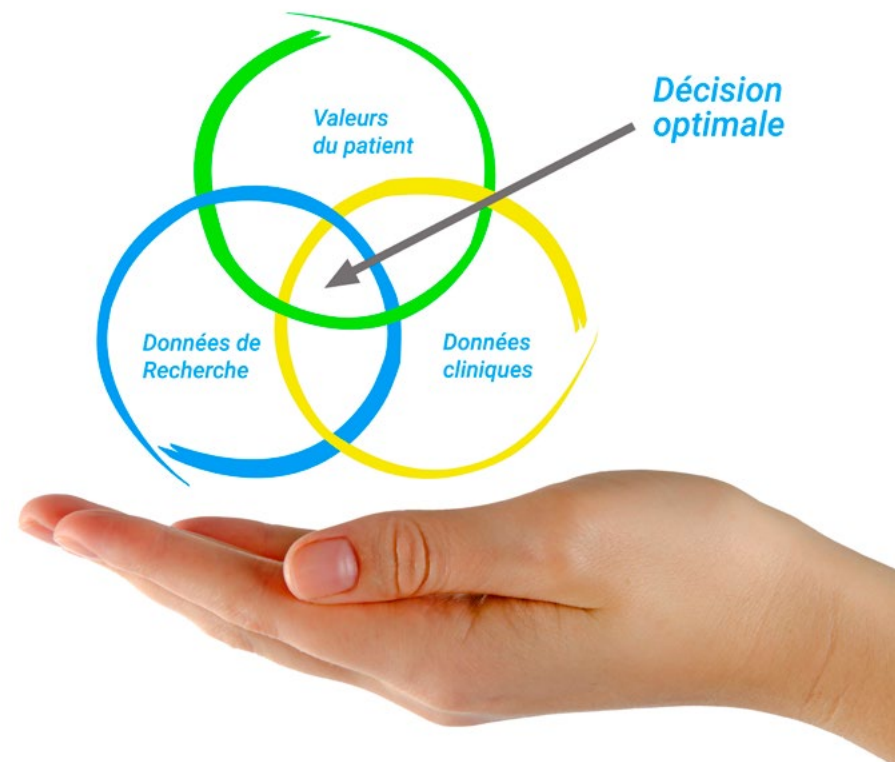 Valeurs
du patient
Décision
optimale
Données de
Recherche
Données
cliniques